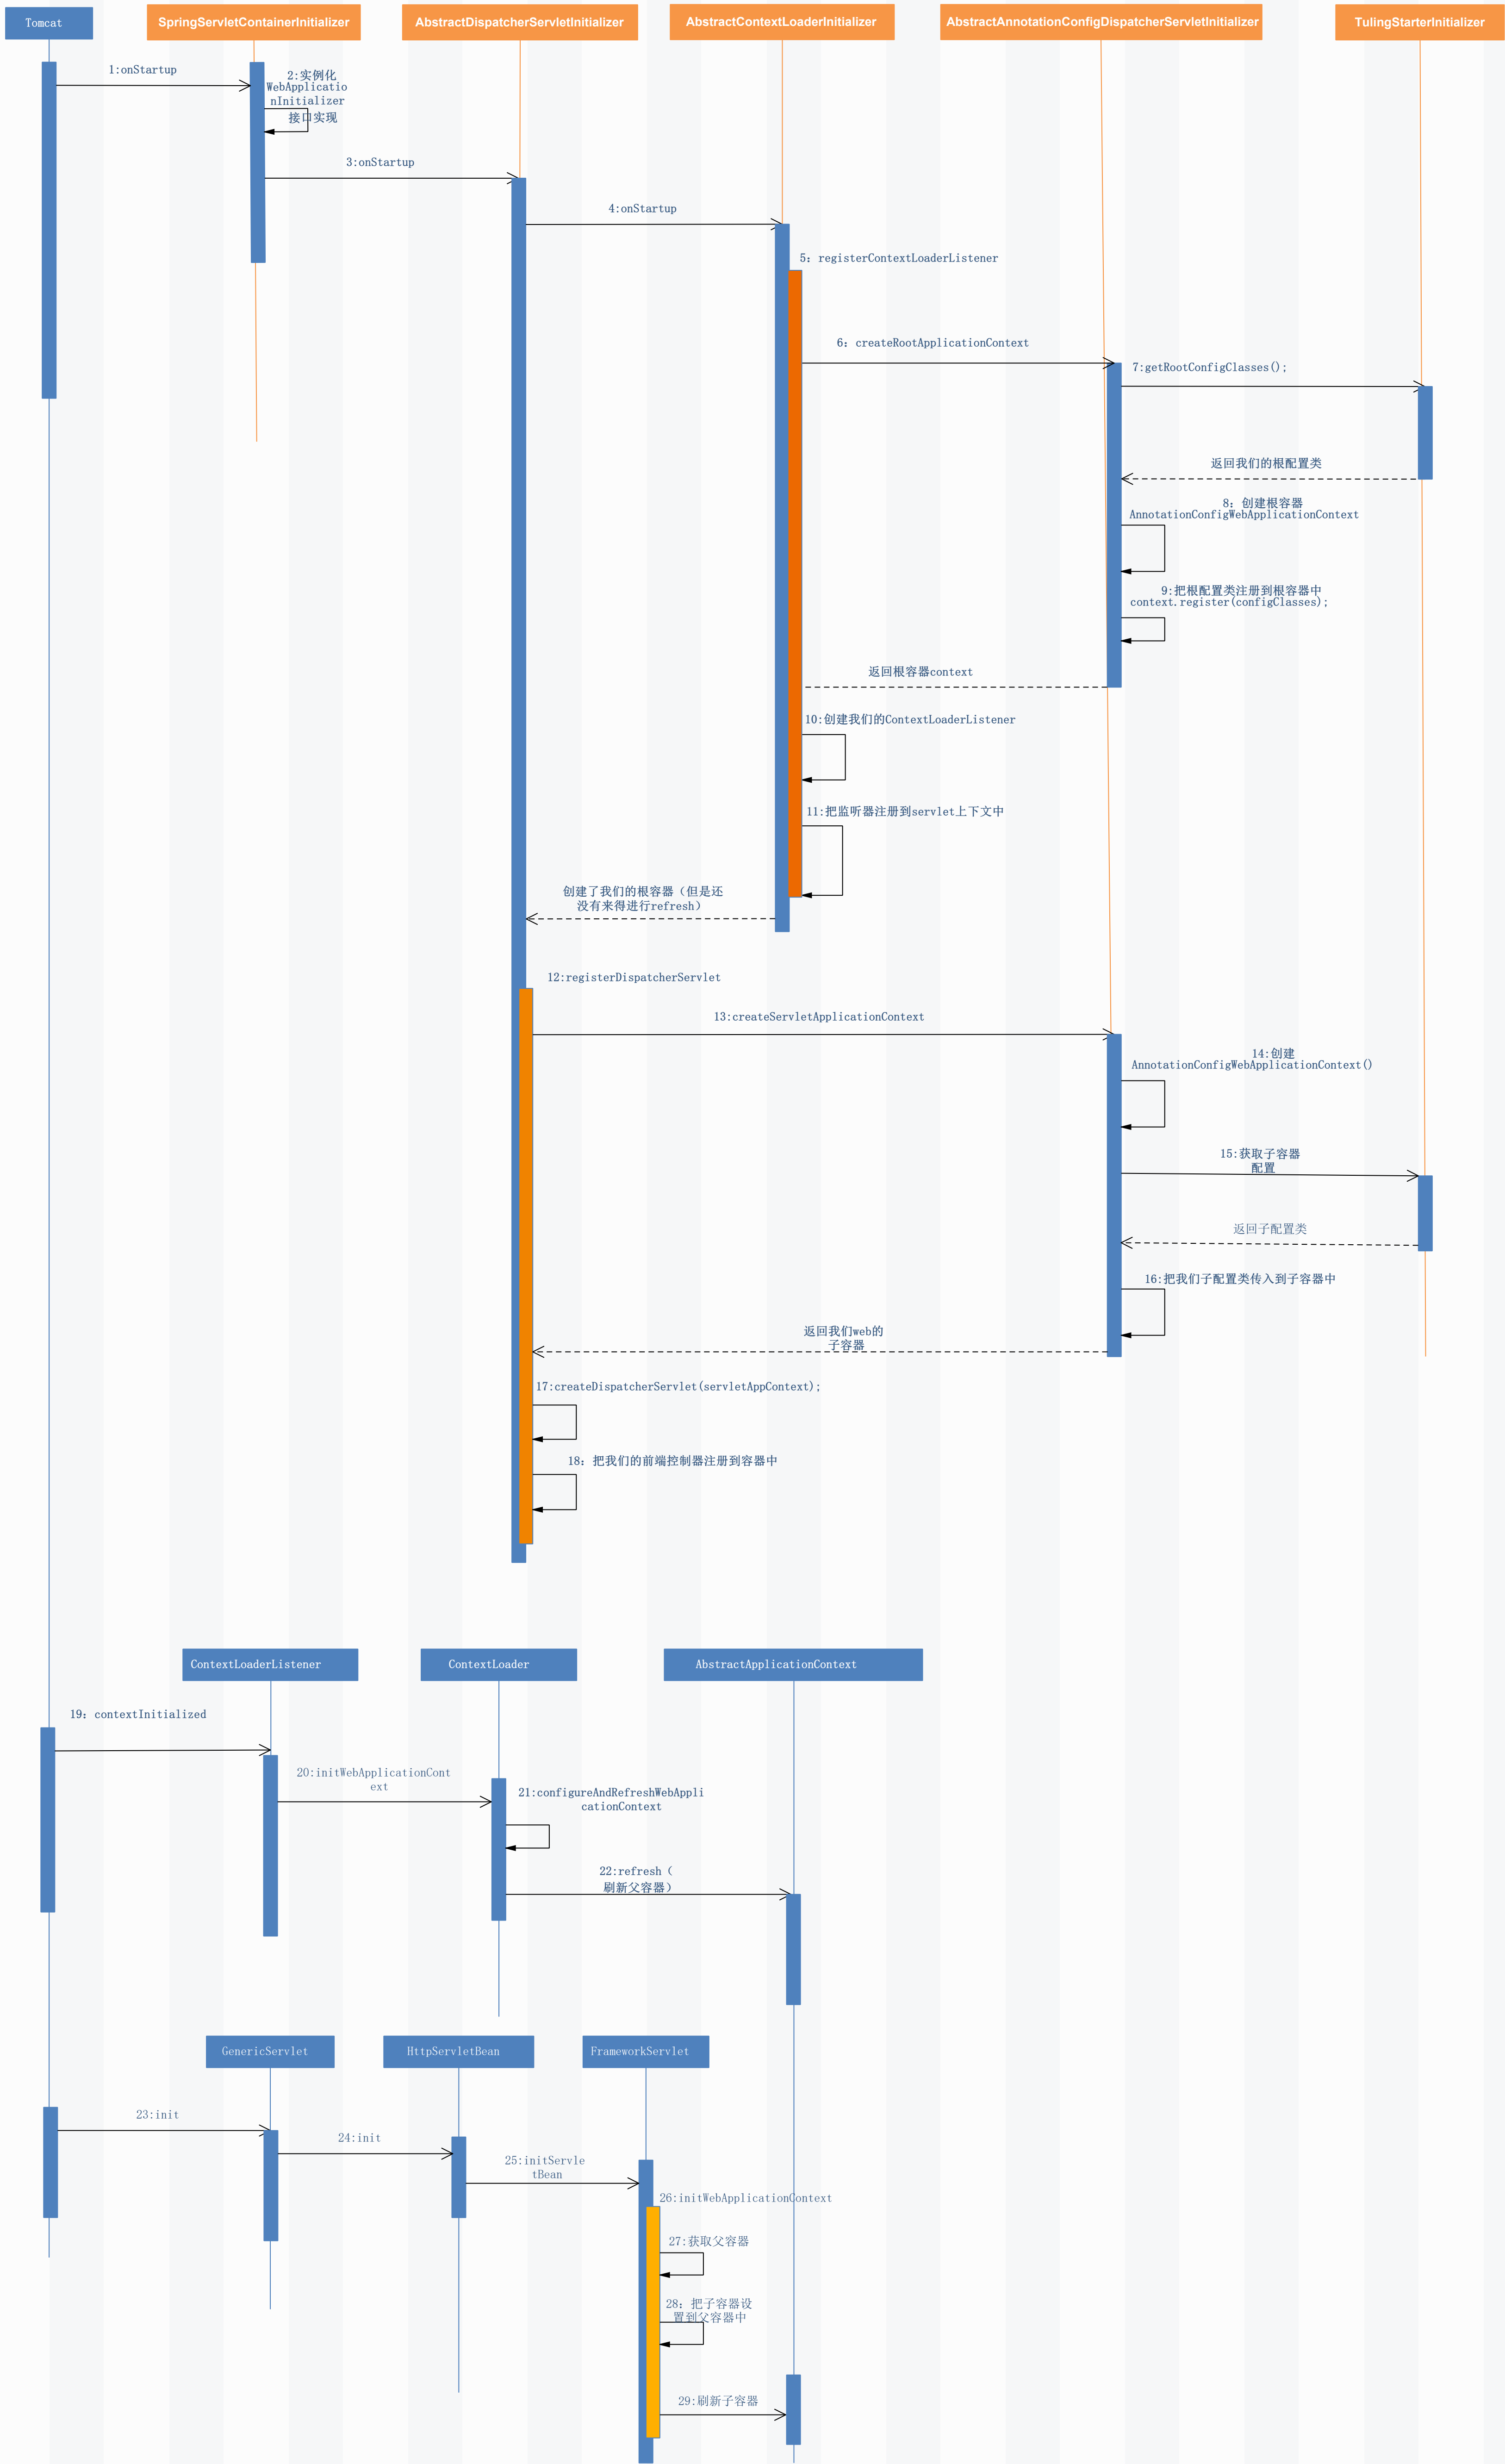 Tomcat
SpringServletContainerInitializer
AbstractDispatcherServletInitializer
AbstractContextLoaderInitializer
AbstractAnnotationConfigDispatcherServletInitializer
TulingStarterInitializer
1:onStartup
2:实例化
WebApplicatio
nInitializer
接口实现
3:onStartup
4:onStartup
5：registerContextLoaderListener
6：createRootApplicationContext
7:getRootConfigClasses();
返回我们的根配置类
8：创建根容器
AnnotationConfigWebApplicationContext
9:把根配置类注册到根容器中
context.register(configClasses);
返回根容器context
10:创建我们的ContextLoaderListener
11:把监听器注册到servlet上下文中
创建了我们的根容器（但是还
没有来得进行refresh）
12:registerDispatcherServlet
13:createServletApplicationContext
14:创建
AnnotationConfigWebApplicationContext()
15:获取子容器
配置
返回子配置类
16:把我们子配置类传入到子容器中
返回我们web的
子容器
17:createDispatcherServlet(servletAppContext);
18：把我们的前端控制器注册到容器中
ContextLoaderListener
ContextLoader
AbstractApplicationContext
19：contextInitialized
20:initWebApplicationCont
ext
21:configureAndRefreshWebAppli
cationContext
22:refresh（
刷新父容器）
GenericServlet
HttpServletBean
FrameworkServlet
23:init
24:init
25:initServle
tBean
26:initWebApplicationContext
27:获取父容器
28：把子容器设
置到父容器中
29:刷新子容器